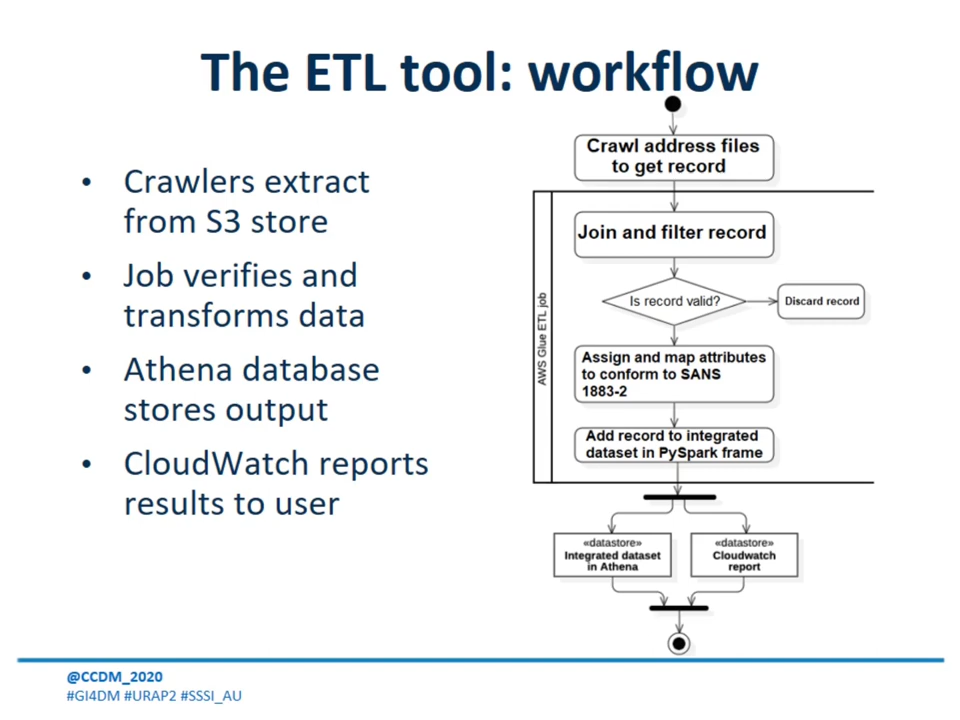 The ETL tool: workflow
• Crawlers extract
from S3 store
• Job verifies and
transforms data
• Athena database
stores output
• CloudWatch reports
results to user
Crawl address files
to get record
AWS Glue ETL job
Join and filter record
Is record valid?
Discard record
Assign and map attributes
to conform to SANS
1883-2
Add record to integrated
dataset in PySpark frame
«datastore»
Integrated dataset
in Athena
«datastore»
Cloudwatch
report
@CCDM_2020
#GI4DM #URAP2 #SSSI_AU